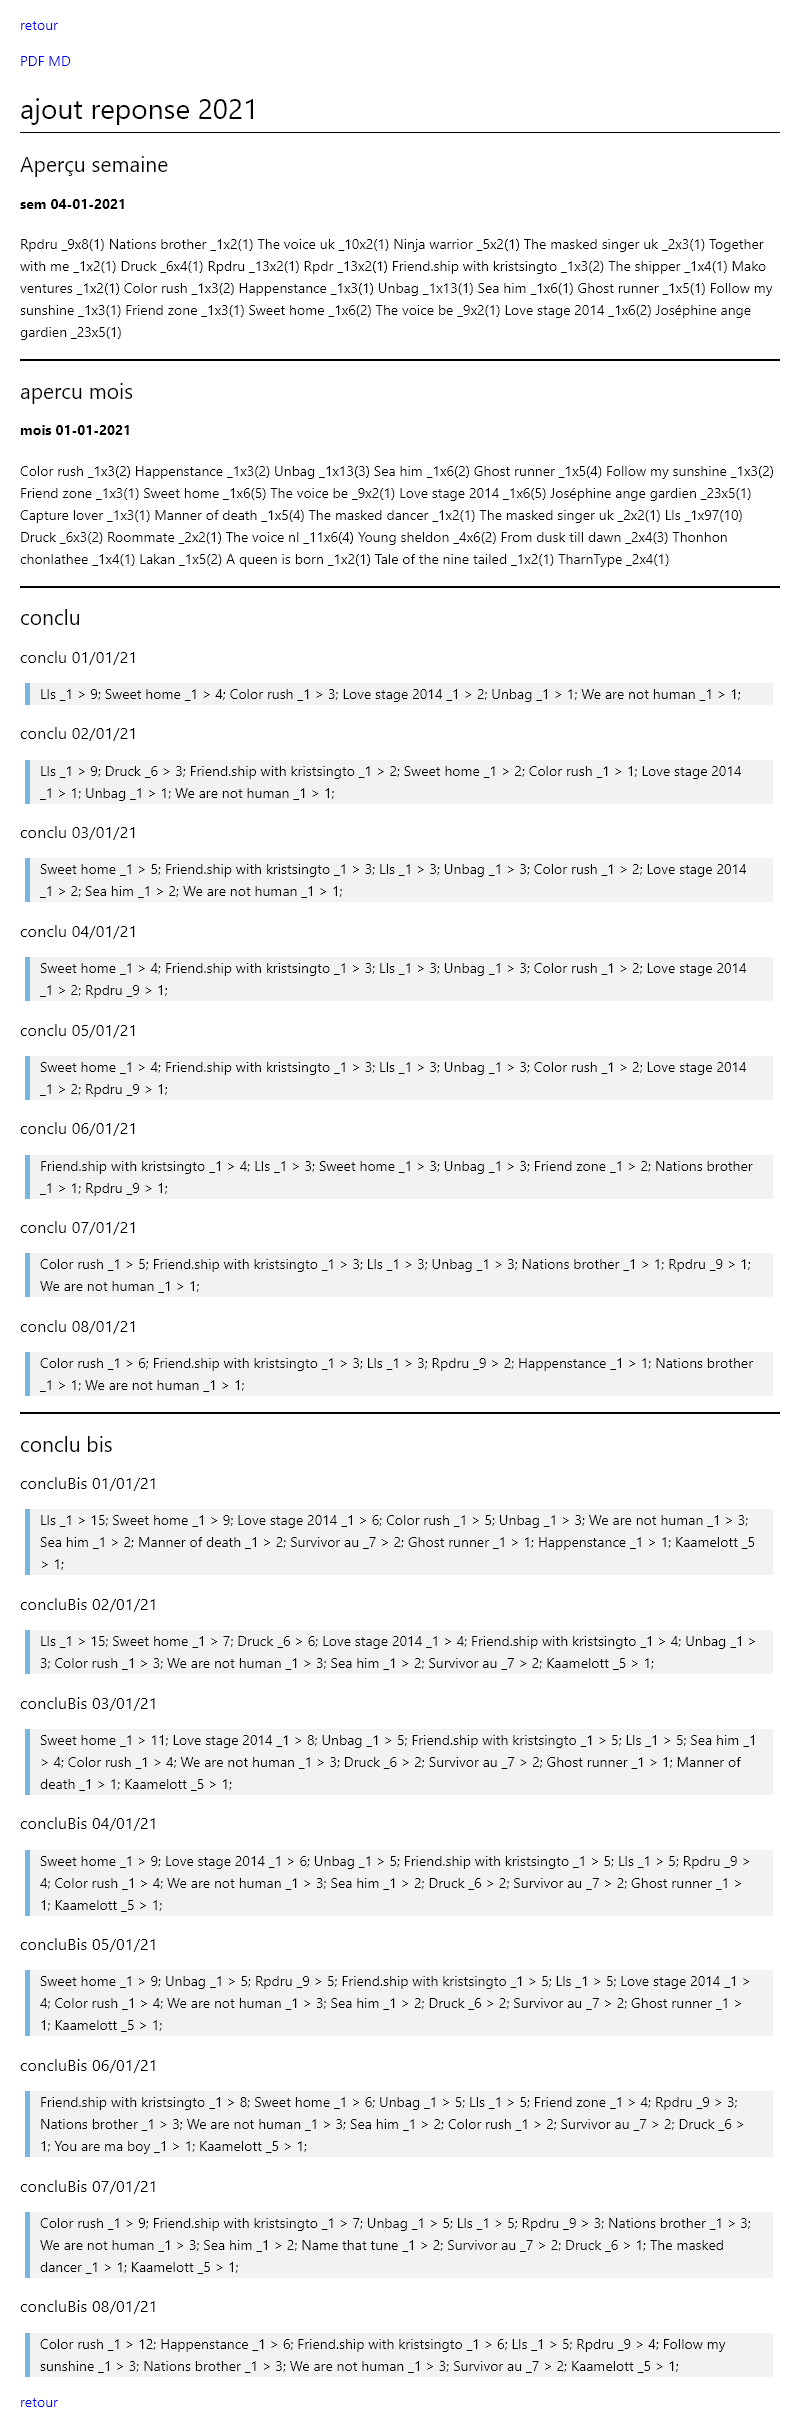 retour
PDF MD
ajout reponse 2021
Aperçu semaine
sem 04-01-2021
Rpdru _9x8(1) Nations brother _1x2(1) The voice uk _10x2(1) Ninja warrior _5x2(1) The masked singer uk _2x3(1) Together
with me _1x2(1) Druck _6x4(1) Rpdru _13x2(1) Rpdr _13x2(1) Friend.ship with kristsingto _1x3(2) The shipper _1x4(1) Mako
ventures _1x2(1) Color rush _1x3(2) Happenstance _1x3(1) Unbag _1x13(1) Sea him _1x6(1) Ghost runner _1x5(1) Follow my
sunshine _1x3(1) Friend zone _1x3(1) Sweet home _1x6(2) The voice be _9x2(1) Love stage 2014 _1x6(2) Joséphine ange
gardien _23x5(1)
apercu mois
mois 01-01-2021
Color rush _1x3(2) Happenstance _1x3(2) Unbag _1x13(3) Sea him _1x6(2) Ghost runner _1x5(4) Follow my sunshine _1x3(2)
Friend zone _1x3(1) Sweet home _1x6(5) The voice be _9x2(1) Love stage 2014 _1x6(5) Joséphine ange gardien _23x5(1)
Capture lover _1x3(1) Manner of death _1x5(4) The masked dancer _1x2(1) The masked singer uk _2x2(1) Lls _1x97(10)
Druck _6x3(2) Roommate _2x2(1) The voice nl _11x6(4) Young sheldon _4x6(2) From dusk till dawn _2x4(3) Thonhon
chonlathee _1x4(1) Lakan _1x5(2) A queen is born _1x2(1) Tale of the nine tailed _1x2(1) TharnType _2x4(1)
conclu
conclu 01/01/21
Lls _1 > 9; Sweet home _1 > 4; Color rush _1 > 3; Love stage 2014 _1 > 2; Unbag _1 > 1; We are not human _1 > 1;
conclu 02/01/21
Lls _1 > 9; Druck _6 > 3; Friend.ship with kristsingto _1 > 2; Sweet home _1 > 2; Color rush _1 > 1; Love stage 2014
_1 > 1; Unbag _1 > 1; We are not human _1 > 1;
conclu 03/01/21
Sweet home _1 > 5; Friend.ship with kristsingto _1 > 3; Lls _1 > 3; Unbag _1 > 3; Color rush _1 > 2; Love stage 2014
_1 > 2; Sea him _1 > 2; We are not human _1 > 1;
conclu 04/01/21
Sweet home _1 > 4; Friend.ship with kristsingto _1 > 3; Lls _1 > 3; Unbag _1 > 3; Color rush _1 > 2; Love stage 2014
_1 > 2; Rpdru _9 > 1;
conclu 05/01/21
Sweet home _1 > 4; Friend.ship with kristsingto _1 > 3; Lls _1 > 3; Unbag _1 > 3; Color rush _1 > 2; Love stage 2014
_1 > 2; Rpdru _9 > 1;
conclu 06/01/21
Friend.ship with kristsingto _1 > 4; Lls _1 > 3; Sweet home _1 > 3; Unbag _1 > 3; Friend zone _1 > 2; Nations brother
_1 > 1; Rpdru _9 > 1;
conclu 07/01/21
Color rush _1 > 5; Friend.ship with kristsingto _1 > 3; Lls _1 > 3; Unbag _1 > 3; Nations brother _1 > 1; Rpdru _9 > 1;
We are not human _1 > 1;
conclu 08/01/21
Color rush _1 > 6; Friend.ship with kristsingto _1 > 3; Lls _1 > 3; Rpdru _9 > 2; Happenstance _1 > 1; Nations brother
_1 > 1; We are not human _1 > 1;
conclu bis
concluBis 01/01/21
Lls _1 > 15; Sweet home _1 > 9; Love stage 2014 _1 > 6; Color rush _1 > 5; Unbag _1 > 3; We are not human _1 > 3;
Sea him _1 > 2; Manner of death _1 > 2; Survivor au _7 > 2; Ghost runner _1 > 1; Happenstance _1 > 1; Kaamelott _5
> 1;
concluBis 02/01/21
Lls _1 > 15; Sweet home _1 > 7; Druck _6 > 6; Love stage 2014 _1 > 4; Friend.ship with kristsingto _1 > 4; Unbag _1 >
3; Color rush _1 > 3; We are not human _1 > 3; Sea him _1 > 2; Survivor au _7 > 2; Kaamelott _5 > 1;
concluBis 03/01/21
Sweet home _1 > 11; Love stage 2014 _1 > 8; Unbag _1 > 5; Friend.ship with kristsingto _1 > 5; Lls _1 > 5; Sea him _1
> 4; Color rush _1 > 4; We are not human _1 > 3; Druck _6 > 2; Survivor au _7 > 2; Ghost runner _1 > 1; Manner of
death _1 > 1; Kaamelott _5 > 1;
concluBis 04/01/21
Sweet home _1 > 9; Love stage 2014 _1 > 6; Unbag _1 > 5; Friend.ship with kristsingto _1 > 5; Lls _1 > 5; Rpdru _9 >
4; Color rush _1 > 4; We are not human _1 > 3; Sea him _1 > 2; Druck _6 > 2; Survivor au _7 > 2; Ghost runner _1 >
1; Kaamelott _5 > 1;
concluBis 05/01/21
Sweet home _1 > 9; Unbag _1 > 5; Rpdru _9 > 5; Friend.ship with kristsingto _1 > 5; Lls _1 > 5; Love stage 2014 _1 >
4; Color rush _1 > 4; We are not human _1 > 3; Sea him _1 > 2; Druck _6 > 2; Survivor au _7 > 2; Ghost runner _1 >
1; Kaamelott _5 > 1;
concluBis 06/01/21
Friend.ship with kristsingto _1 > 8; Sweet home _1 > 6; Unbag _1 > 5; Lls _1 > 5; Friend zone _1 > 4; Rpdru _9 > 3;
Nations brother _1 > 3; We are not human _1 > 3; Sea him _1 > 2; Color rush _1 > 2; Survivor au _7 > 2; Druck _6 >
1; You are ma boy _1 > 1; Kaamelott _5 > 1;
concluBis 07/01/21
Color rush _1 > 9; Friend.ship with kristsingto _1 > 7; Unbag _1 > 5; Lls _1 > 5; Rpdru _9 > 3; Nations brother _1 > 3;
We are not human _1 > 3; Sea him _1 > 2; Name that tune _1 > 2; Survivor au _7 > 2; Druck _6 > 1; The masked
dancer _1 > 1; Kaamelott _5 > 1;
concluBis 08/01/21
Color rush _1 > 12; Happenstance _1 > 6; Friend.ship with kristsingto _1 > 6; Lls _1 > 5; Rpdru _9 > 4; Follow my
sunshine _1 > 3; Nations brother _1 > 3; We are not human _1 > 3; Survivor au _7 > 2; Kaamelott _5 > 1;
retour